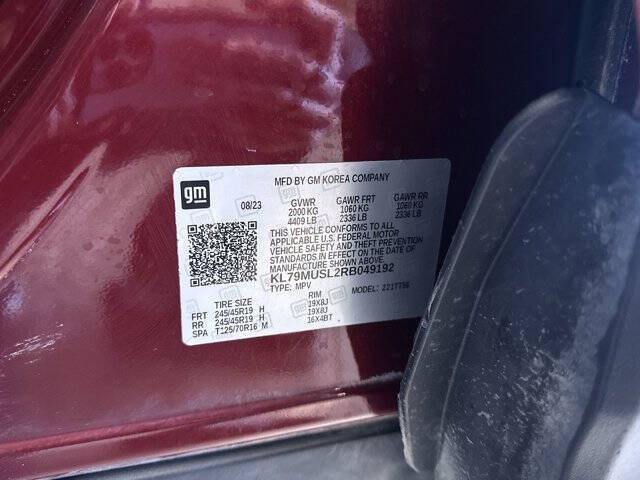 gm
MFD BY GM KOREA COMPANY
08/23 GVWR GAWR FRT GAWR RR
2000 KG 1060 KG 1060 KG
4409 LB 2336 LB 2336 LB
THIS VEHICLE CONFORMS TO ALL
APPLICABLE U.S. FEDERAL MOTOR
VEHICLE SAFETY AND THEFT PREVENTION
STANDARDS IN EFFECT ON THE DATE OF
MANUFACTURE SHOWN ABOVE.
KL79MUSL2RB049192
TYPE: MPV MODEL:
TIRE SIZE RIM
FRT 245/45R19 H 19X8J
RR 245/45R19 H 19X8J
SPA T125/70R16 M 16X4BT